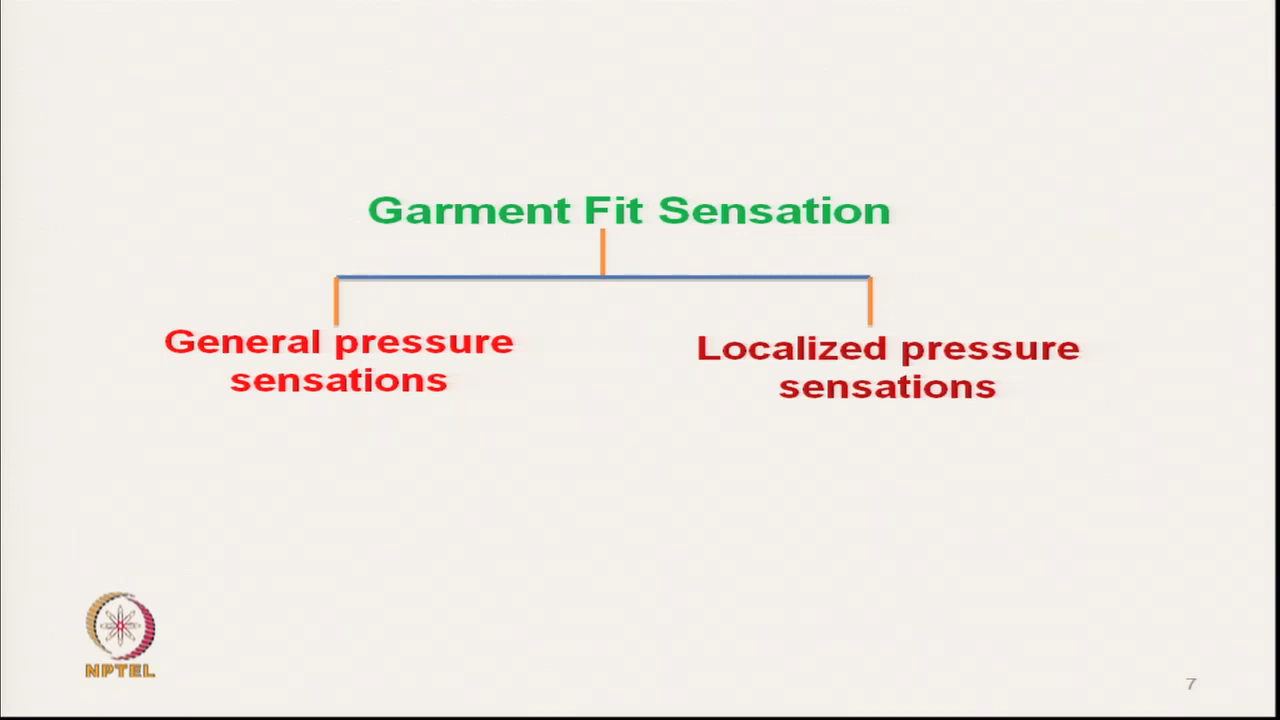 Garment Fit Sensation
General pressure
sensations
Localized pressure
sensations
NPTEL
7